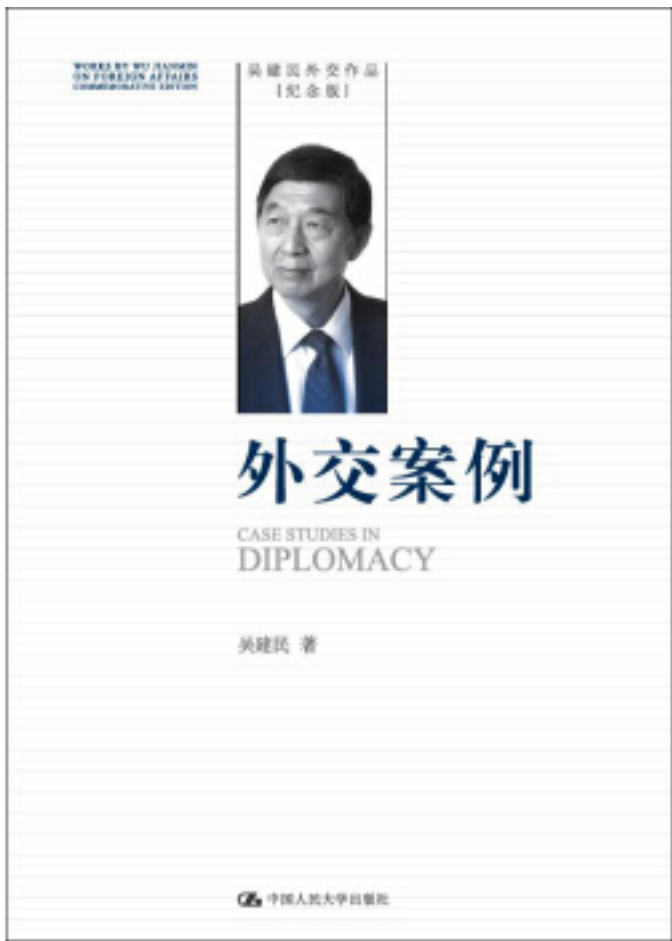 WORKS BY WU JIANMIN
ON FOREIGN AFFAIRS
COMMEMORATIVE EDITION
吴建民外交作品
[纪念版]
外交案例
CASE STUDIES IN
DIPLOMACY
吴建民 著
中国人民大学出版社